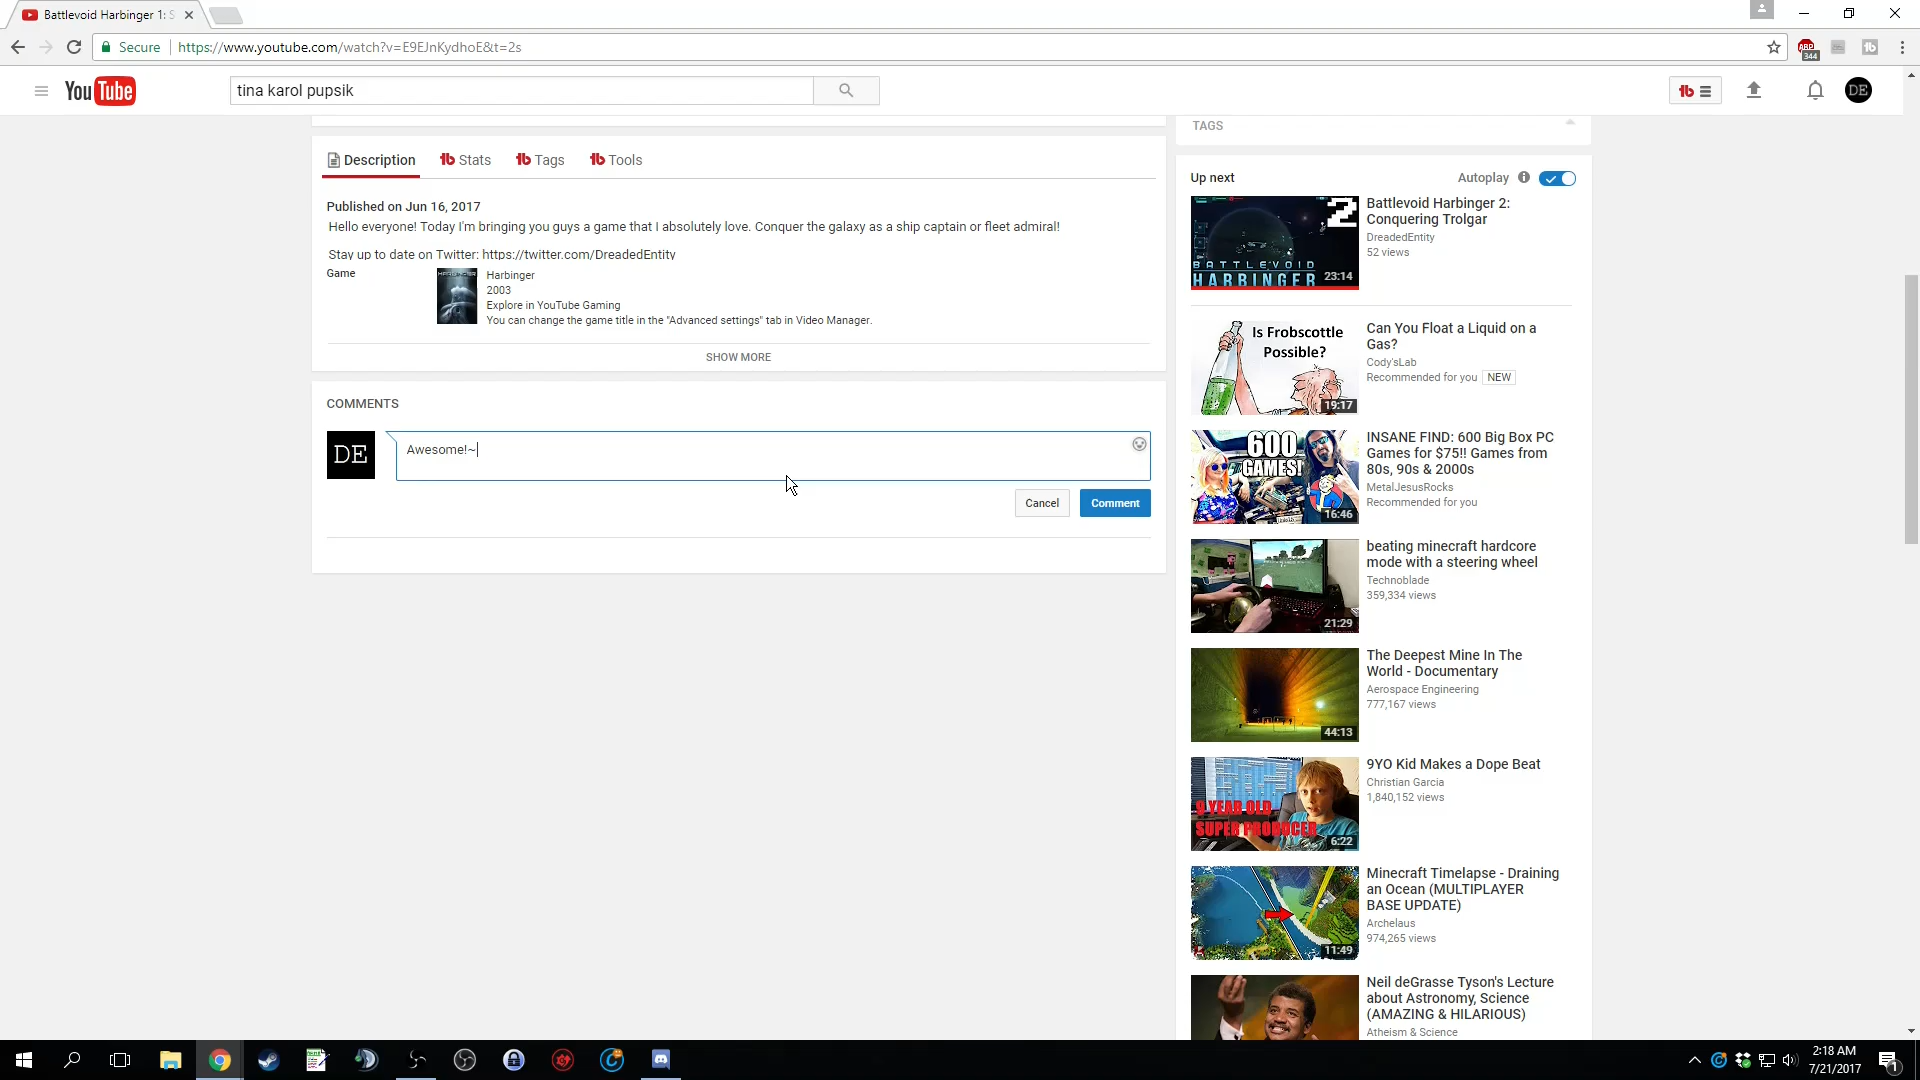 Battlevoid Harbinger 1: S
Secure
https://www.youtube.com/watch?v=E9EJnKydhoE&t=2s
ABP
344
YouTube
tina karol pupsik
DE
TAGS
Description
Stats
Tags
Tools
Published on Jun 16, 2017
Hello everyone! Today I'm bringing you guys a game that I absolutely love. Conquer the galaxy as a ship captain or fleet admiral!
Stay up to date on Twitter: https://twitter.com/DreadedEntity
Game
Harbinger
2003
Explore in YouTube Gaming
You can change the game title in the "Advanced settings" tab in Video Manager.
SHOW MORE
COMMENTS
DE
Awesome!~
Cancel
Comment
Up next
Autoplay
2
BATTLEVOID
HARBINGER
23:14
Battlevoid Harbinger 2:
Conquering Trolgar
DreadedEntity
52 views
Is Frobscottle
Possible?
19:17
Can You Float a Liquid on a
Gas?
Cody'sLab
Recommended for you
NEW
600
GAMES!
16:46
INSANE FIND: 600 Big Box PC
Games for $75!! Games from
80s, 90s & 2000s
MetalJesusRocks
Recommended for you
21:29
beating minecraft hardcore
mode with a steering wheel
Technoblade
359,334 views
44:13
The Deepest Mine In The
World - Documentary
Aerospace Engineering
777,167 views
9 YEAR OLD
SUPER PRODUCER
6:22
9YO Kid Makes a Dope Beat
Christian Garcia
1,840,152 views
11:49
Minecraft Timelapse - Draining
an Ocean (MULTIPLAYER
BASE UPDATE)
Archelaus
974,265 views
Neil deGrasse Tyson's Lecture
about Astronomy, Science
(AMAZING & HILARIOUS)
Atheism & Science
2:18 AM
7/21/2017
1